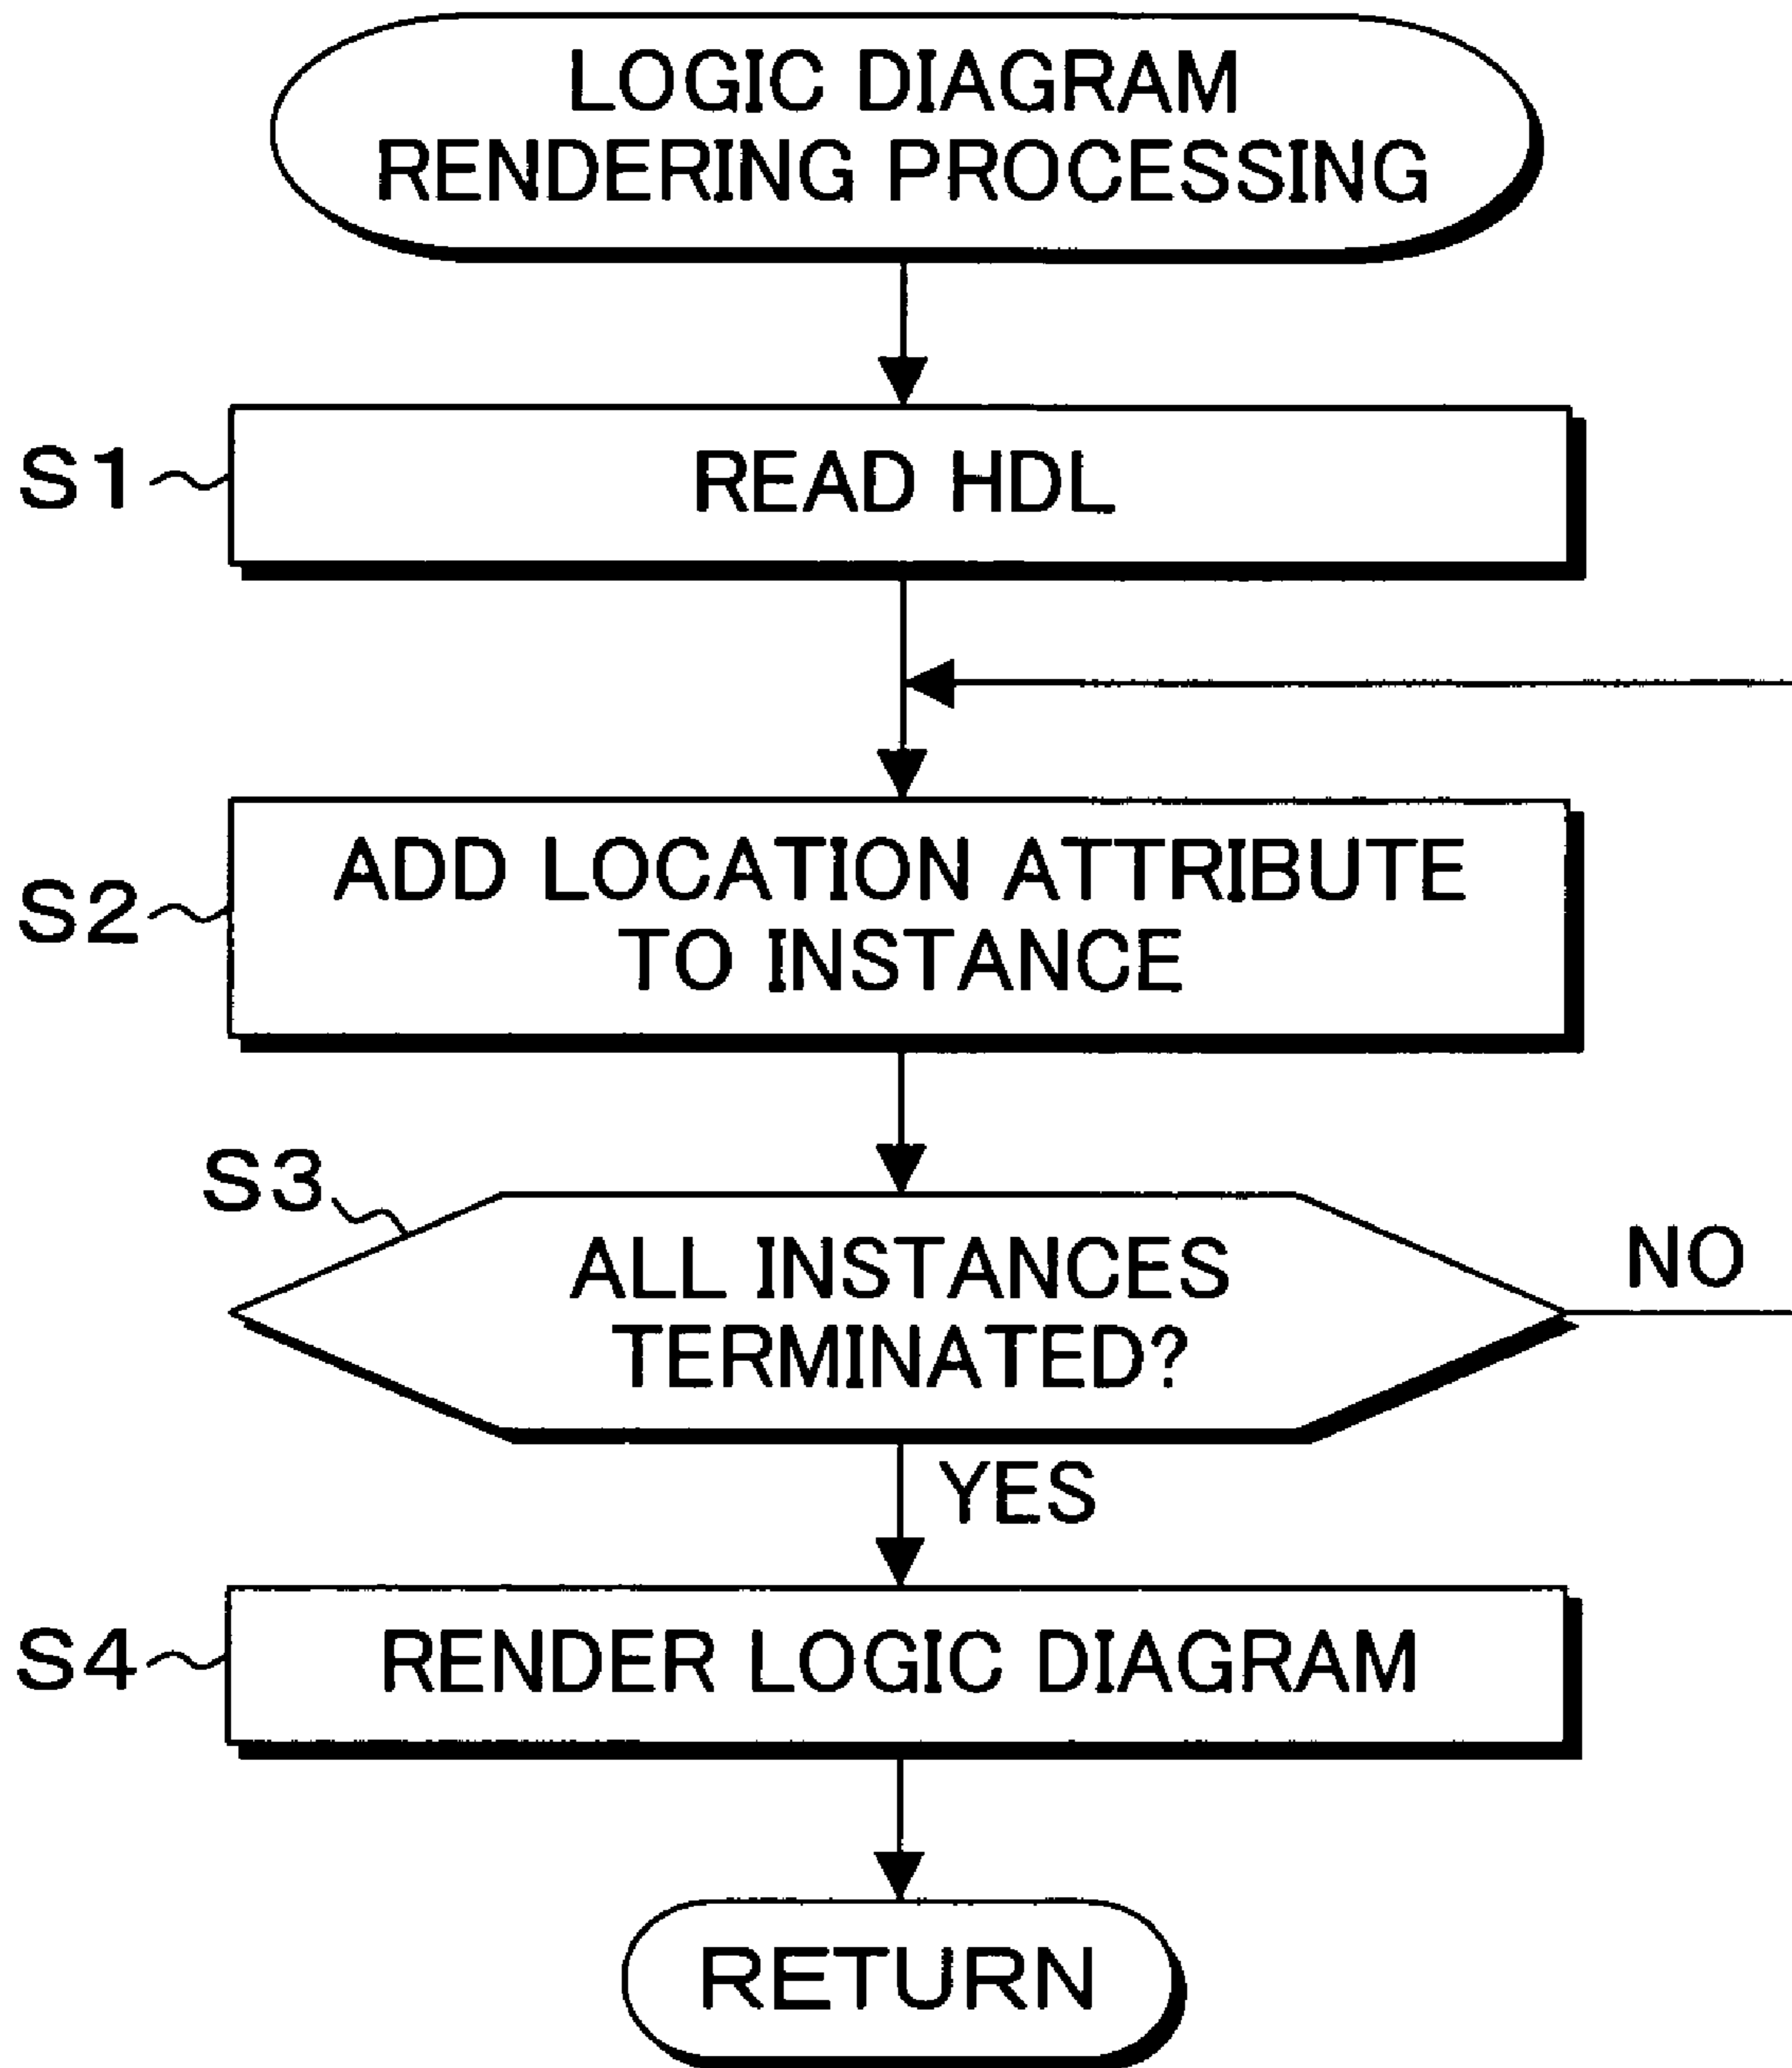 LOGIC DIAGRAM
RENDERING PROCESSING
S1
READ HDL
S2
ADD LOCATION ATTRIBUTE
TO INSTANCE
S3
ALL INSTANCES
TERMINATED?
NO
YES
S4
RENDER LOGIC DIAGRAM
RETURN